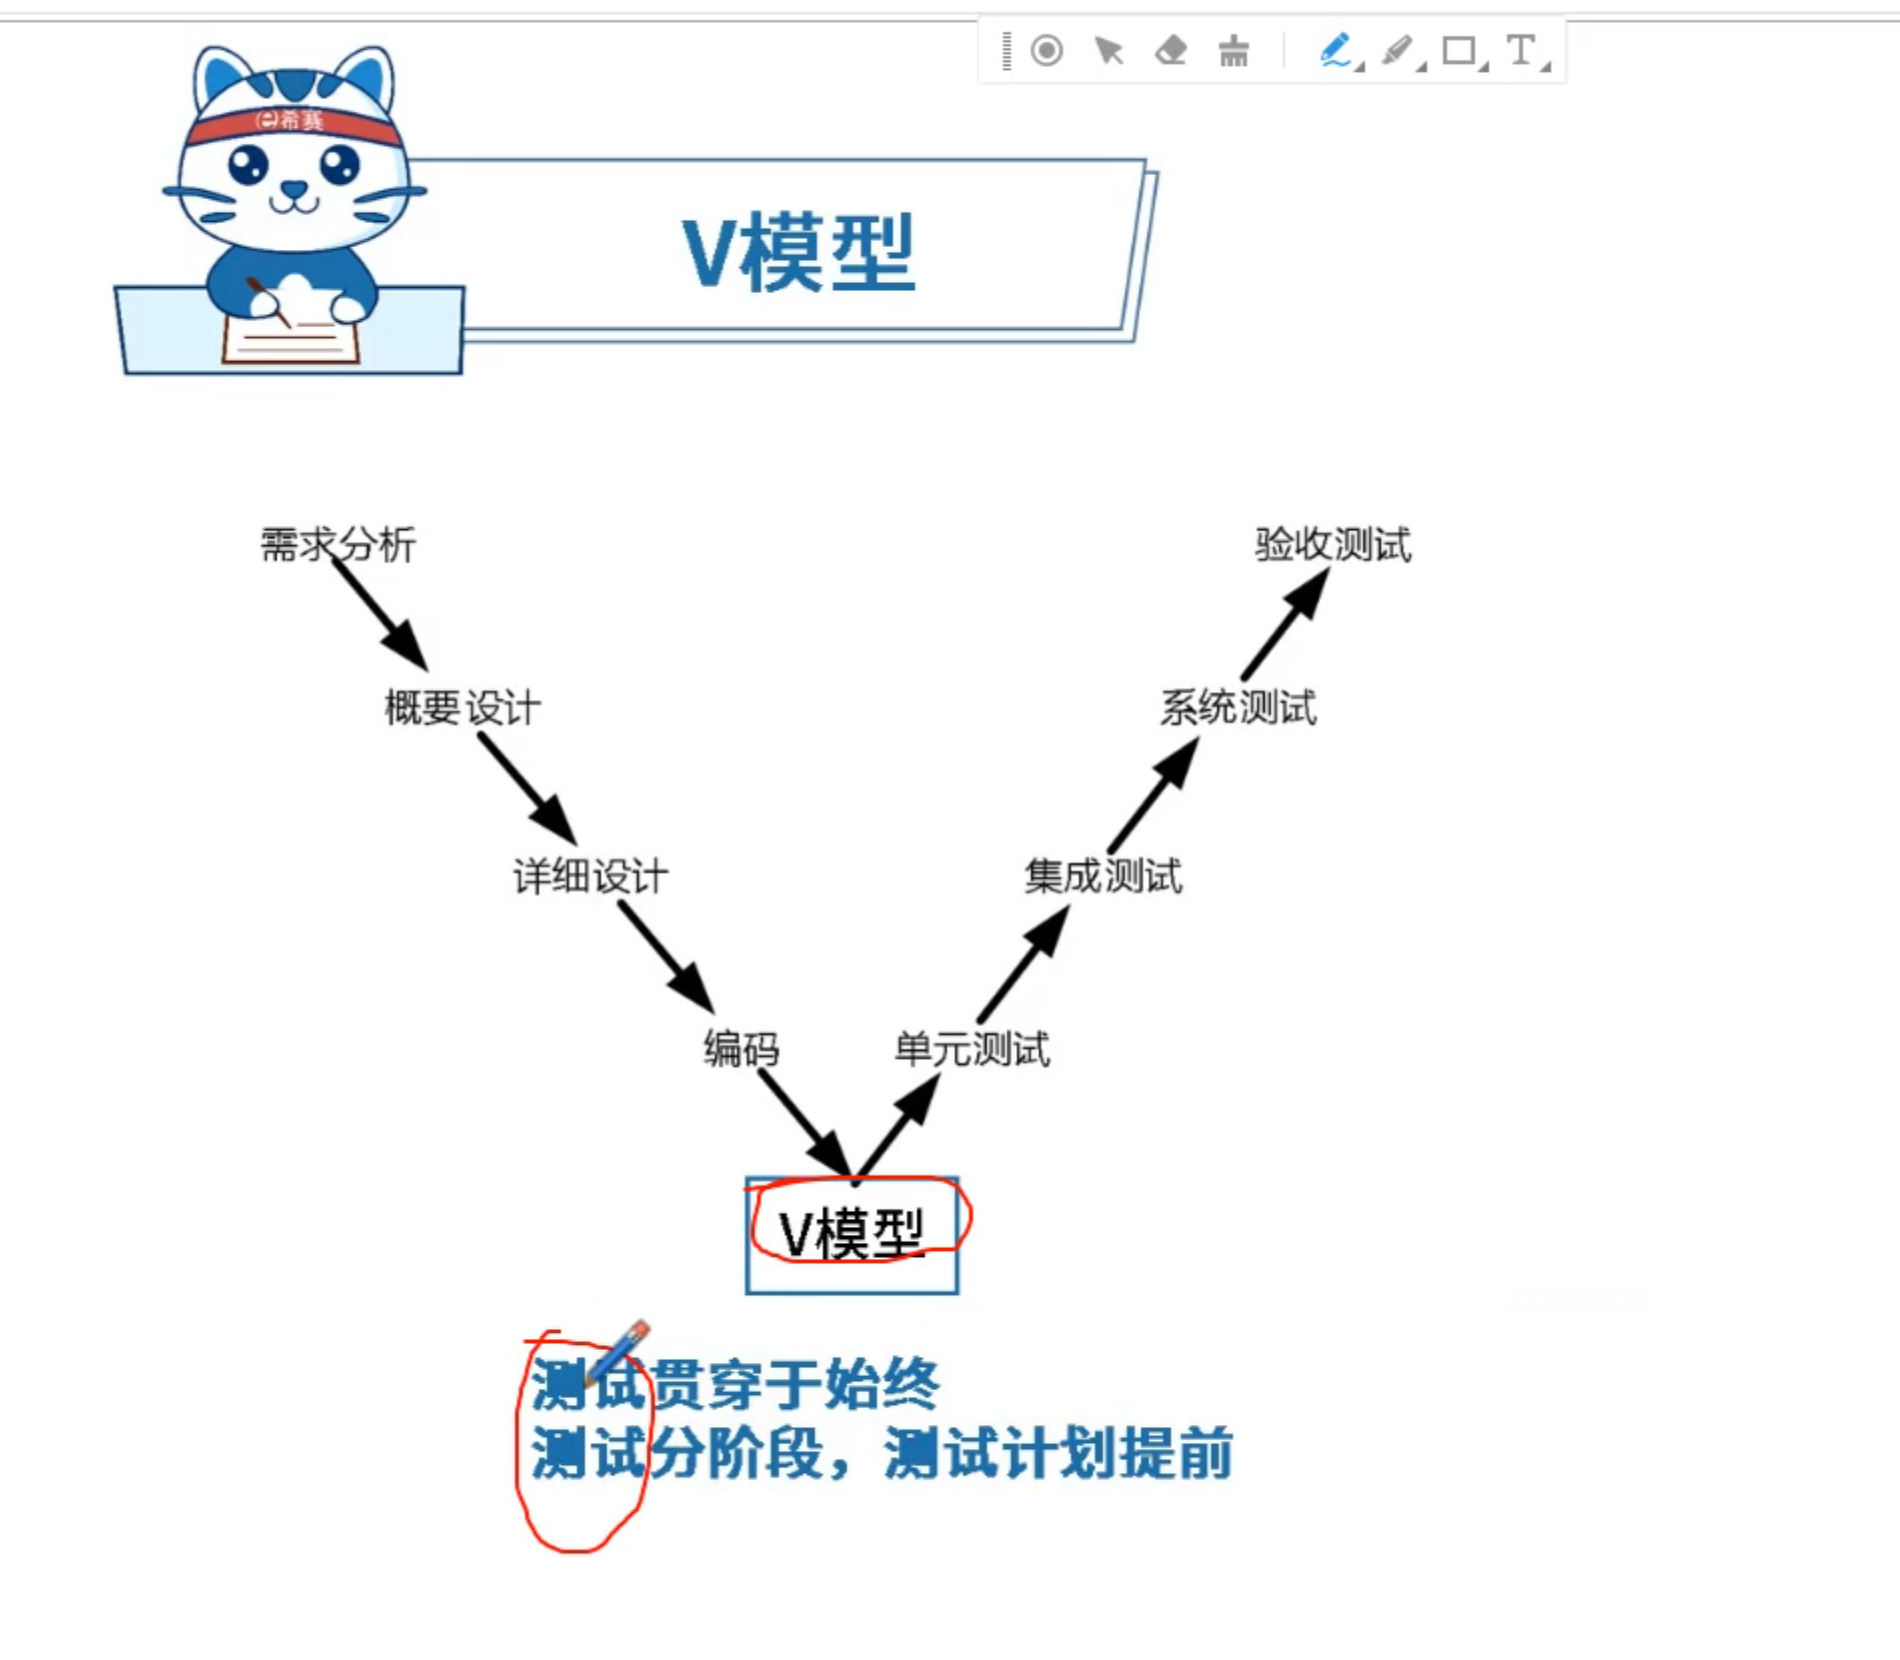 希赛
V模型
需求分析
验收测试
概要设计
系统测试
详细设计
集成测试
编码
单元测试
V模型
测试贯穿于始终
测试分阶段，测试计划提前